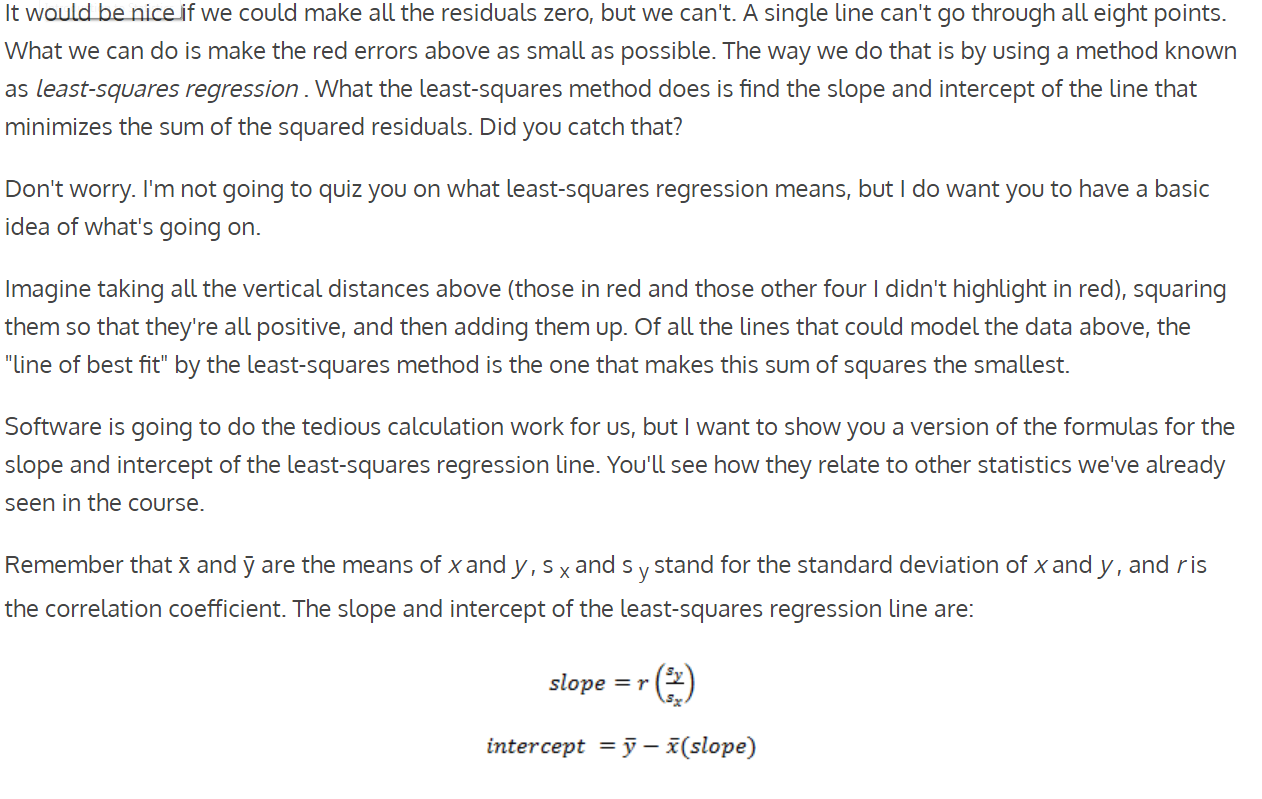 It would be nice if we could make all the residuals zero, but we can't. A single line can't go through all eight points.
What we can do is make the red errors above as small as possible. The way we do that is by using a method known
as least-squares regression . What the least-squares method does is find the slope and intercept of the line that
minimizes the sum of the squared residuals. Did you catch that?
Don't worry. I'm not going to quiz you on what least-squares regression means, but I do want you to have a basic
idea of what's going on.
Imagine taking all the vertical distances above (those in red and those other four I didn't highlight in red), squaring
them so that they're all positive, and then adding them up. Of all the lines that could model the data above, the
"line of best fit" by the least-squares method is the one that makes this sum of squares the smallest.
Software is going to do the tedious calculation work for us, but I want to show you a version of the formulas for the
slope and intercept of the least-squares regression line. You'll see how they relate to other statistics we've already
seen in the course.
Remember that x̄ and ȳ are the means of x and y , s x and s y stand for the standard deviation of x and y , and r is
the correlation coefficient. The slope and intercept of the least-squares regression line are:
slope = r (sy/sx)
intercept = ȳ − x̄(slope)